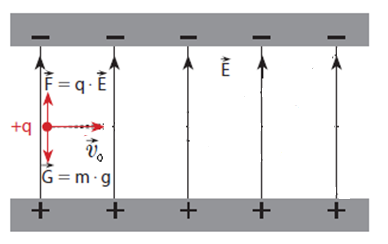 − − − − −
E⃗
F⃗ = q · E⃗
+q
v⃗₀
G⃗ = m · g
+ + + + +